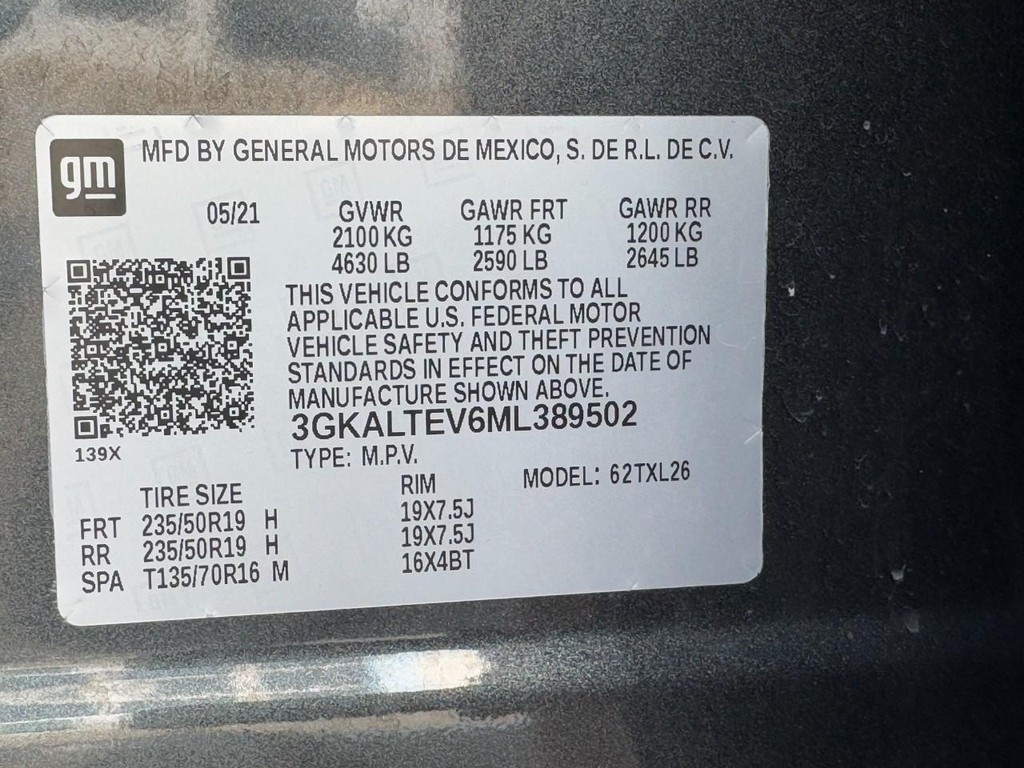 gm
MFD BY GENERAL MOTORS DE MEXICO, S. DE R.L. DE C.V.
05/21 GVWR GAWR FRT GAWR RR
2100 KG 1175 KG 1200 KG
4630 LB 2590 LB 2645 LB
THIS VEHICLE CONFORMS TO ALL
APPLICABLE U.S. FEDERAL MOTOR
VEHICLE SAFETY AND THEFT PREVENTION
STANDARDS IN EFFECT ON THE DATE OF
MANUFACTURE SHOWN ABOVE.
3GKALTEV6ML389502
139X
TYPE: M.P.V. MODEL: 62TXL26
TIRE SIZE RIM
FRT 235/50R19 H 19X7.5J
RR 235/50R19 H 19X7.5J
SPA T135/70R16 M 16X4BT